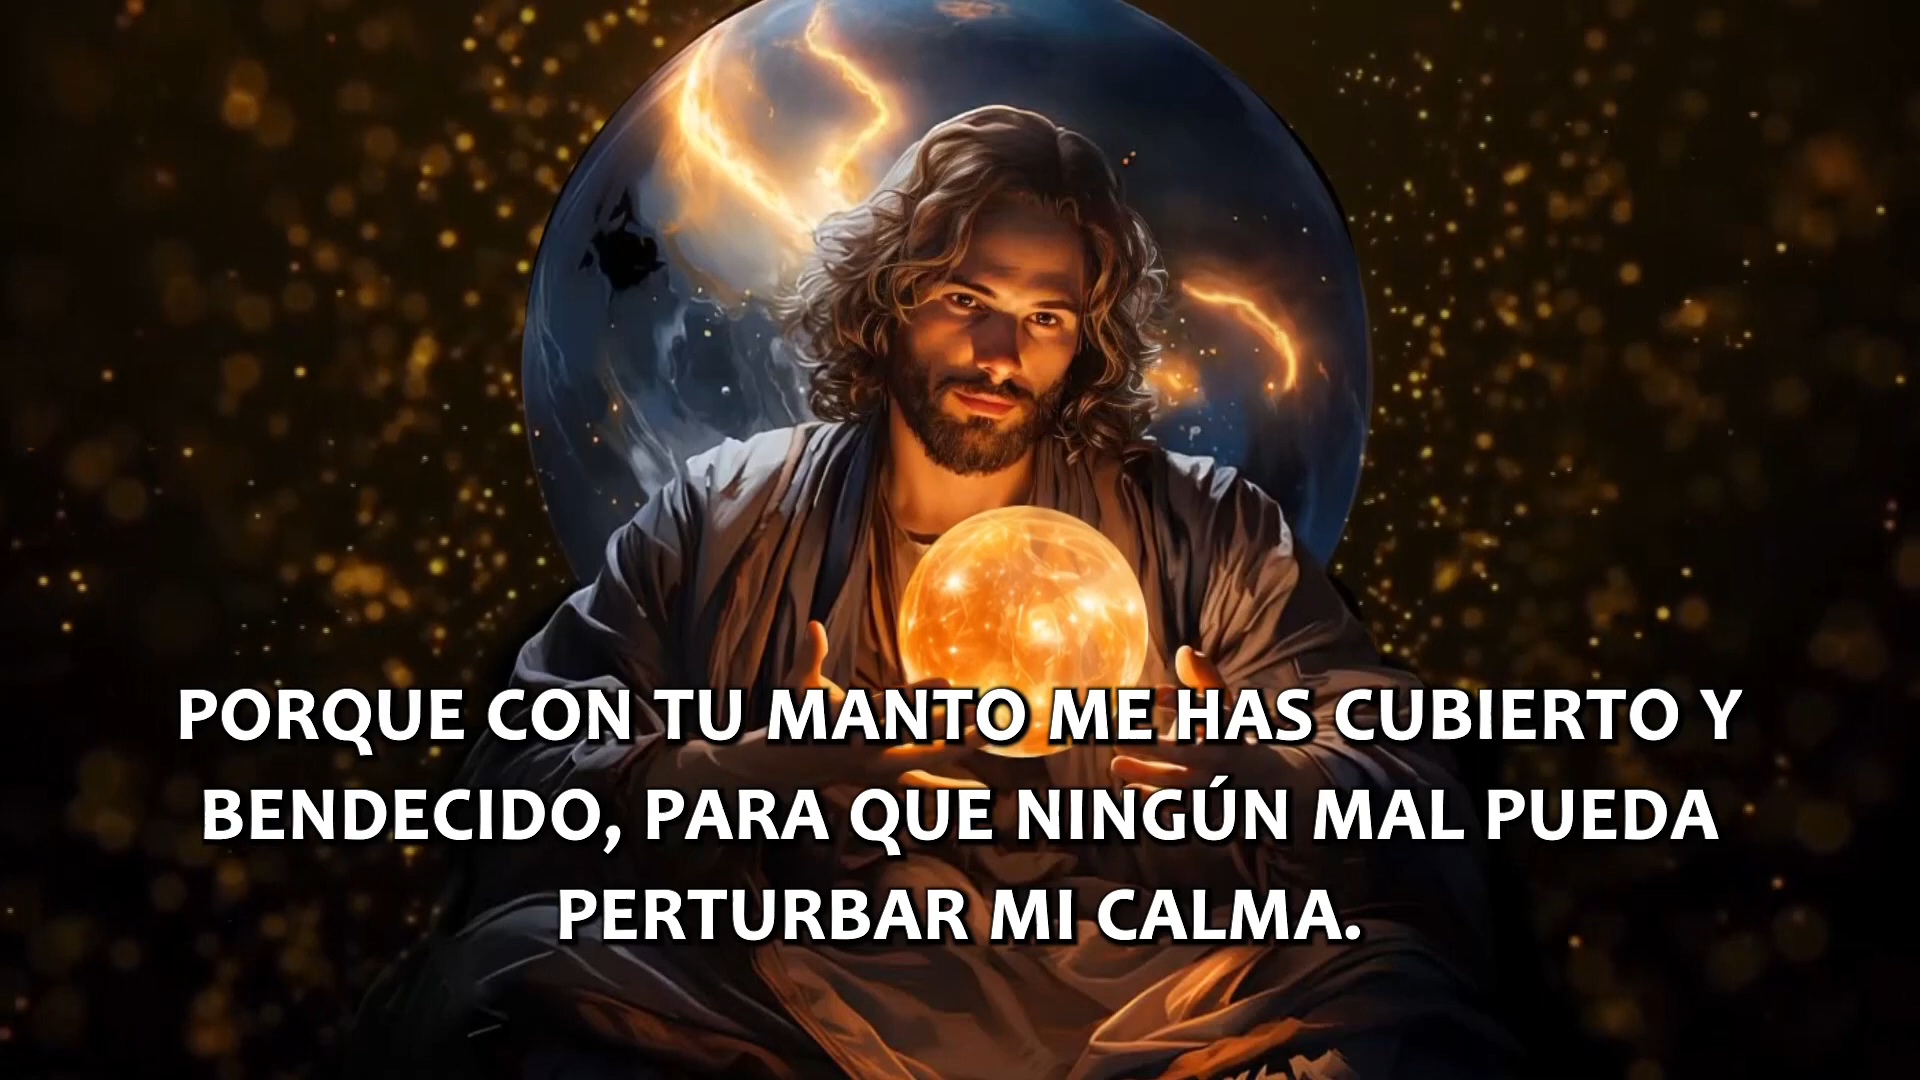 PORQUE CON TU MANTO ME HAS CUBIERTO Y
BENDECIDO, PARA QUE NINGÚN MAL PUEDA
PERTURBAR MI CALMA.